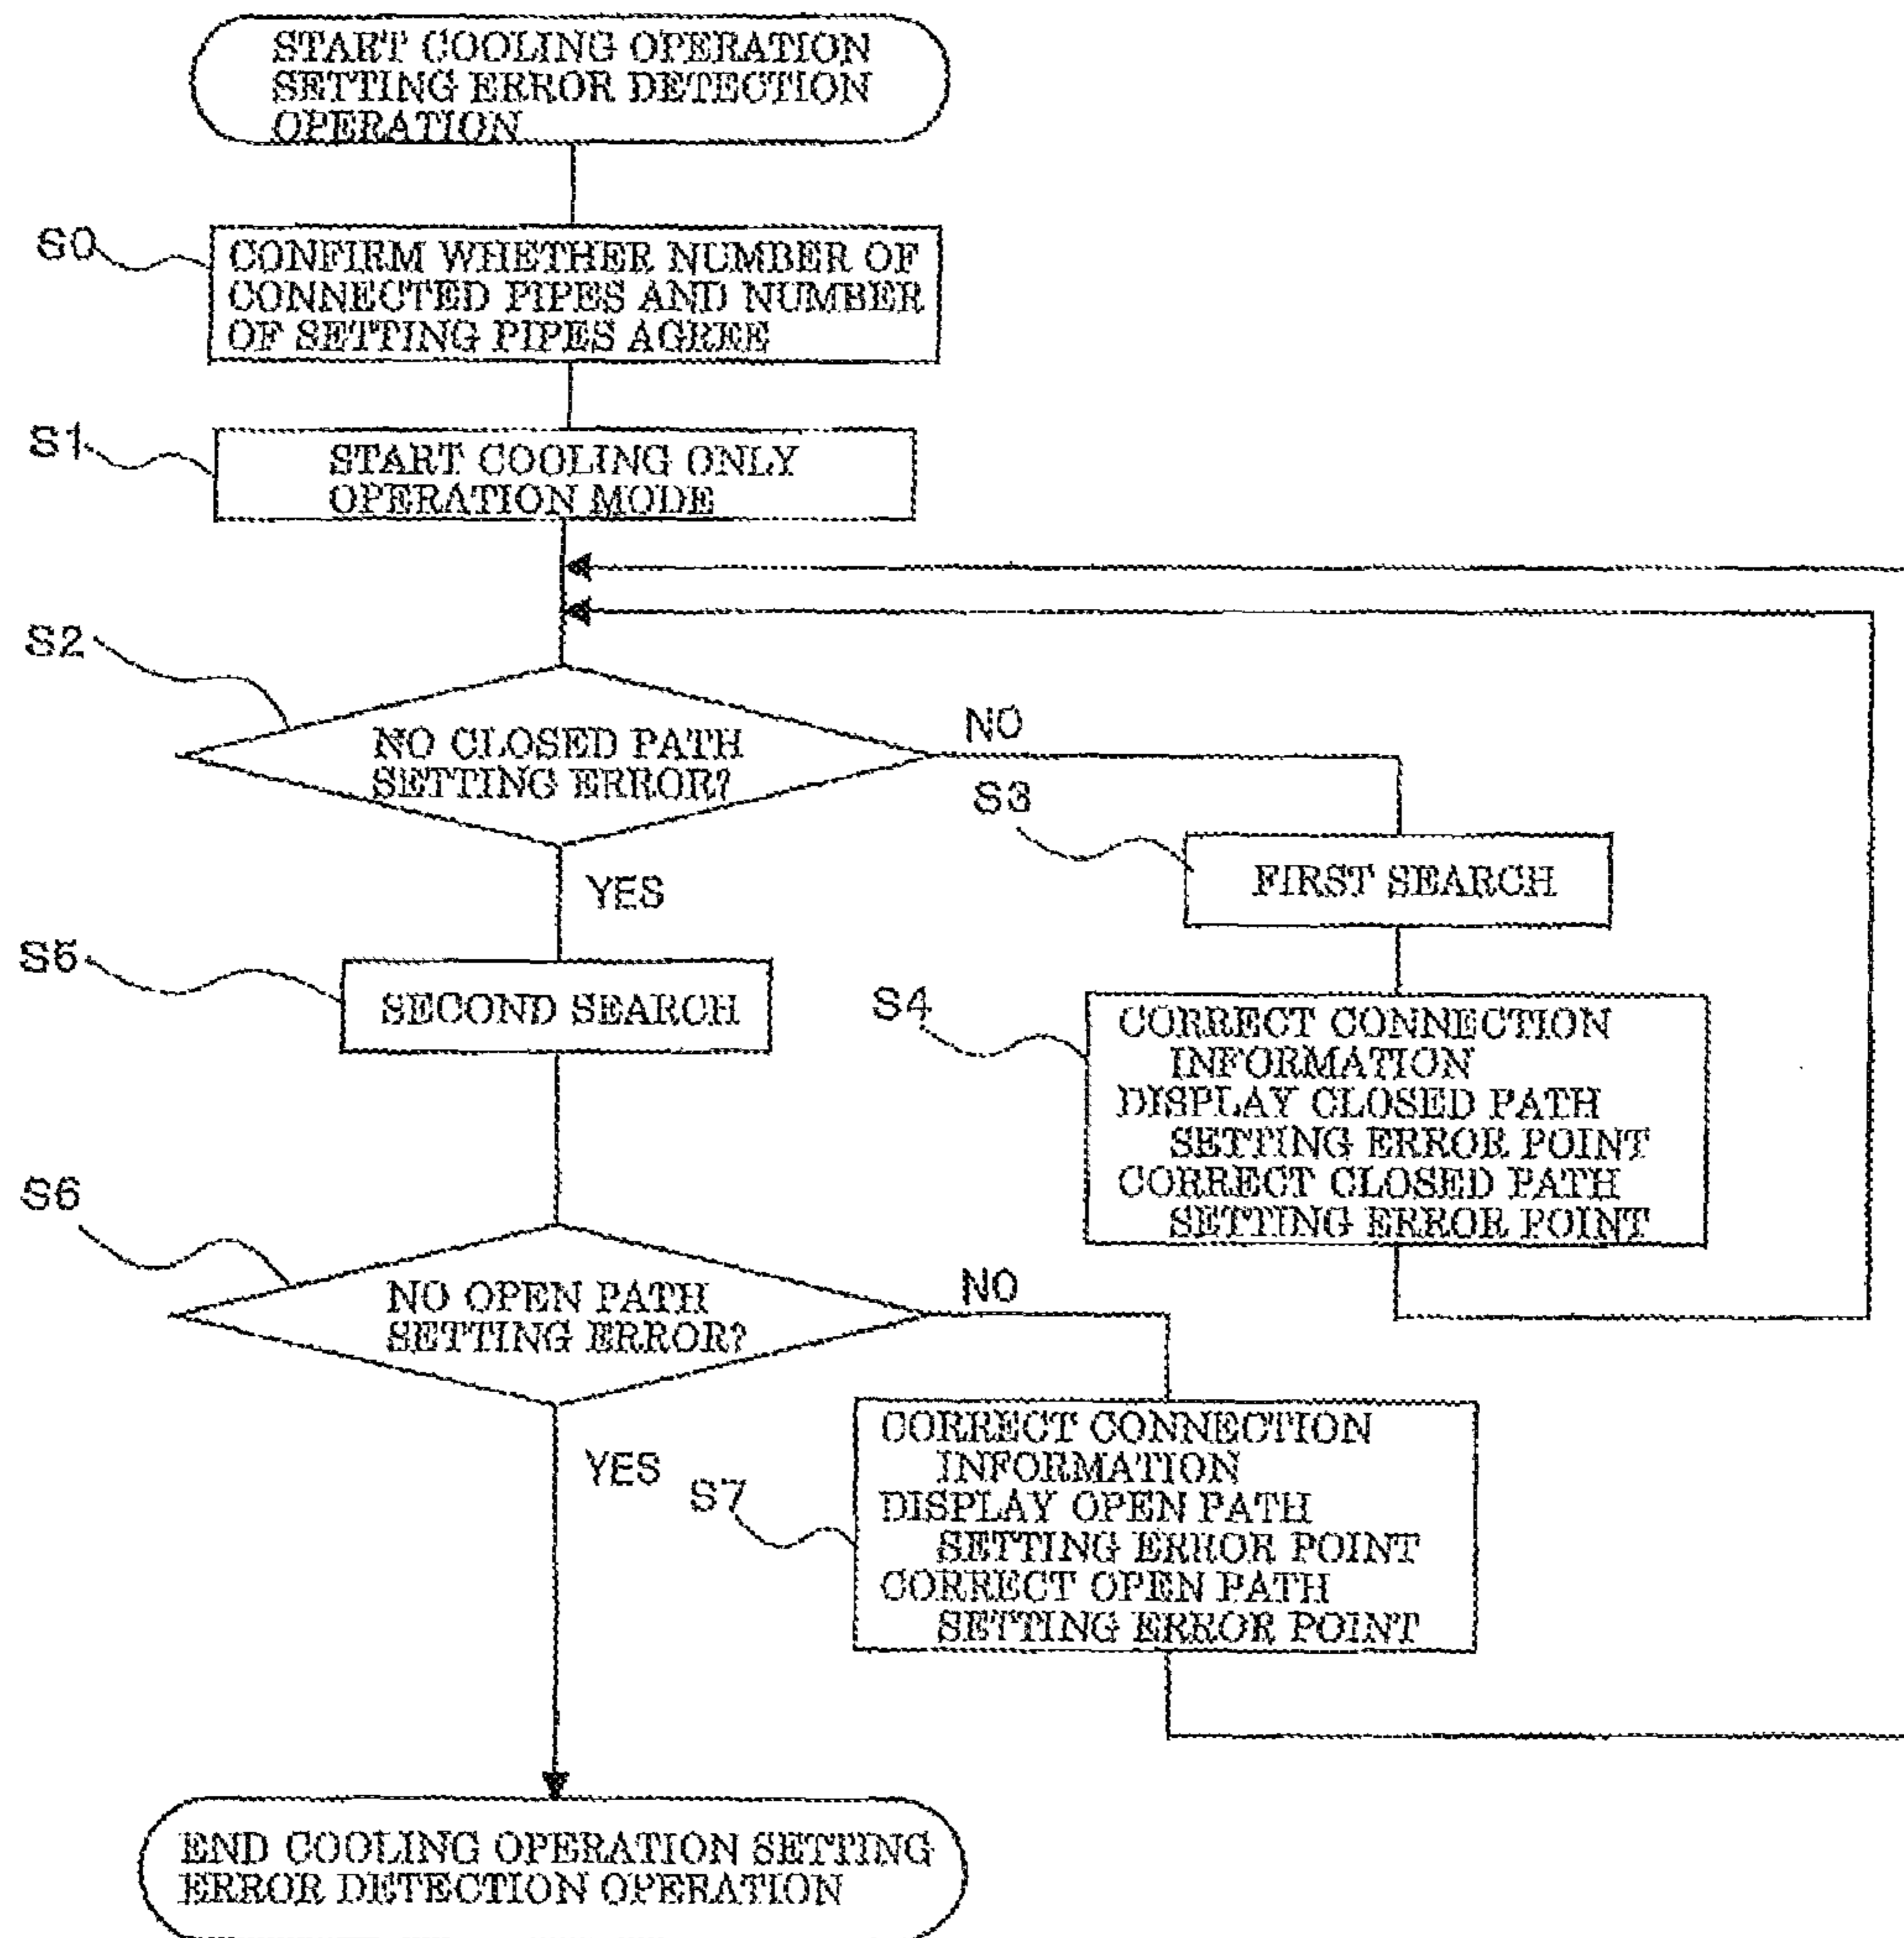 START COOLING OPERATION
SETTING ERROR DETECTION
OPERATION
S0
CONFIRM WHETHER NUMBER OF
CONNECTED PIPES AND NUMBER
OF SETTING PIPES AGREE
S1
START COOLING ONLY
OPERATION MODE
S2
NO CLOSED PATH
SETTING ERROR?
NO
S3
FIRST SEARCH
YES
S5
SECOND SEARCH
S4
CORRECT CONNECTION
INFORMATION
DISPLAY CLOSED PATH
SETTING ERROR POINT
CORRECT CLOSED PATH
SETTING ERROR POINT
S6
NO OPEN PATH
SETTING ERROR?
NO
YES
S7
CORRECT CONNECTION
INFORMATION
DISPLAY OPEN PATH
SETTING ERROR POINT
CORRECT OPEN PATH
SETTING ERROR POINT
END COOLING OPERATION SETTING
ERROR DETECTION OPERATION